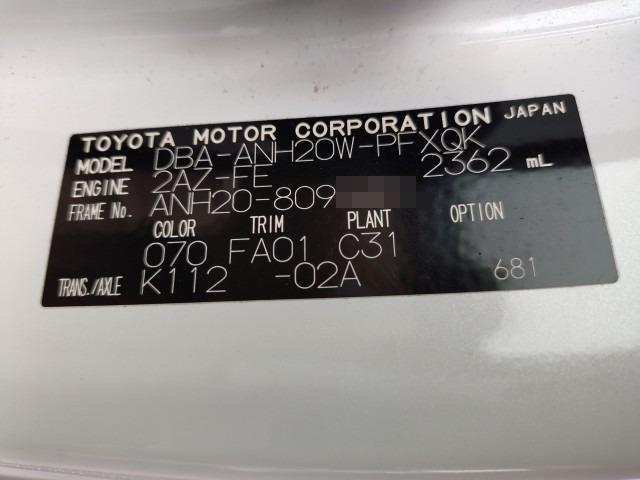 TOYOTA MOTOR CORPORATION JAPAN
MODEL DBA-ANH20W-PFXQK
ENGINE 2AZ-FE 2362 mL
FRAME No. ANH20-809
COLOR TRIM PLANT OPTION
070 FA01 C31
TRANS./AXLE K112 -02A 681